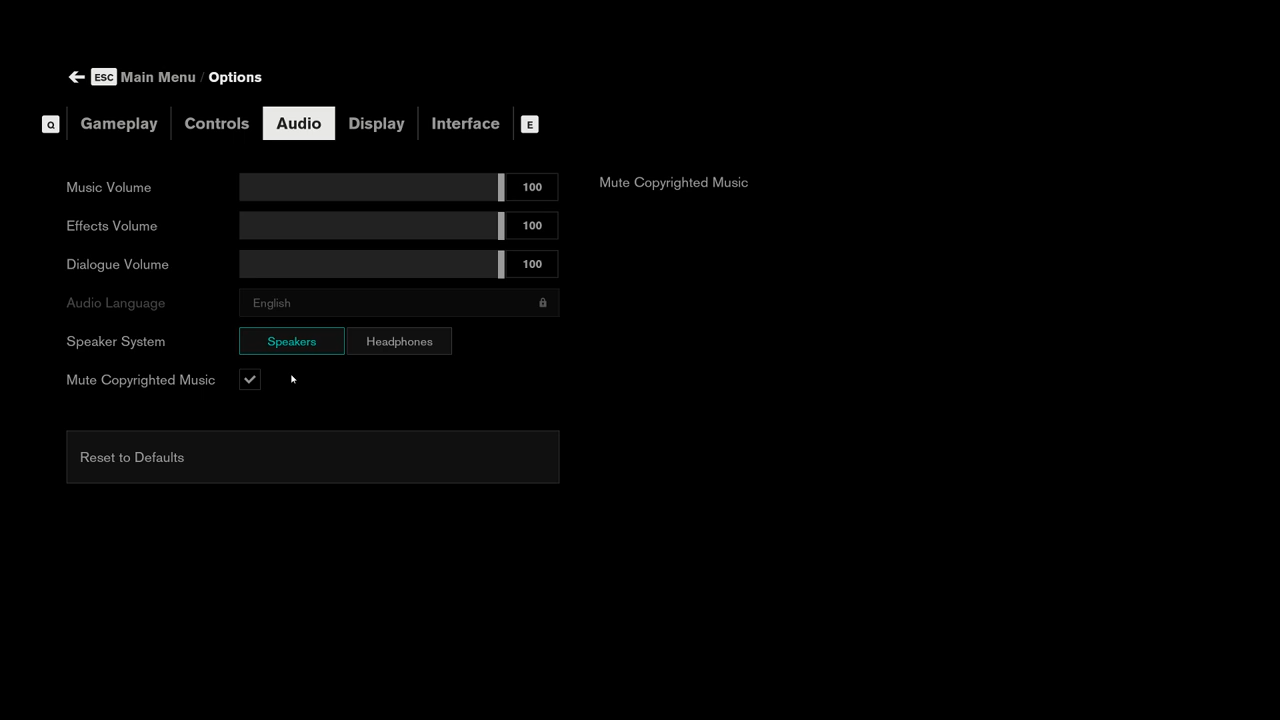 ESC Main Menu / Options
Q Gameplay Controls Audio Display Interface E
Music Volume 100
Mute Copyrighted Music
Effects Volume 100
Dialogue Volume 100
Audio Language English
Speaker System Speakers Headphones
Mute Copyrighted Music
Reset to Defaults